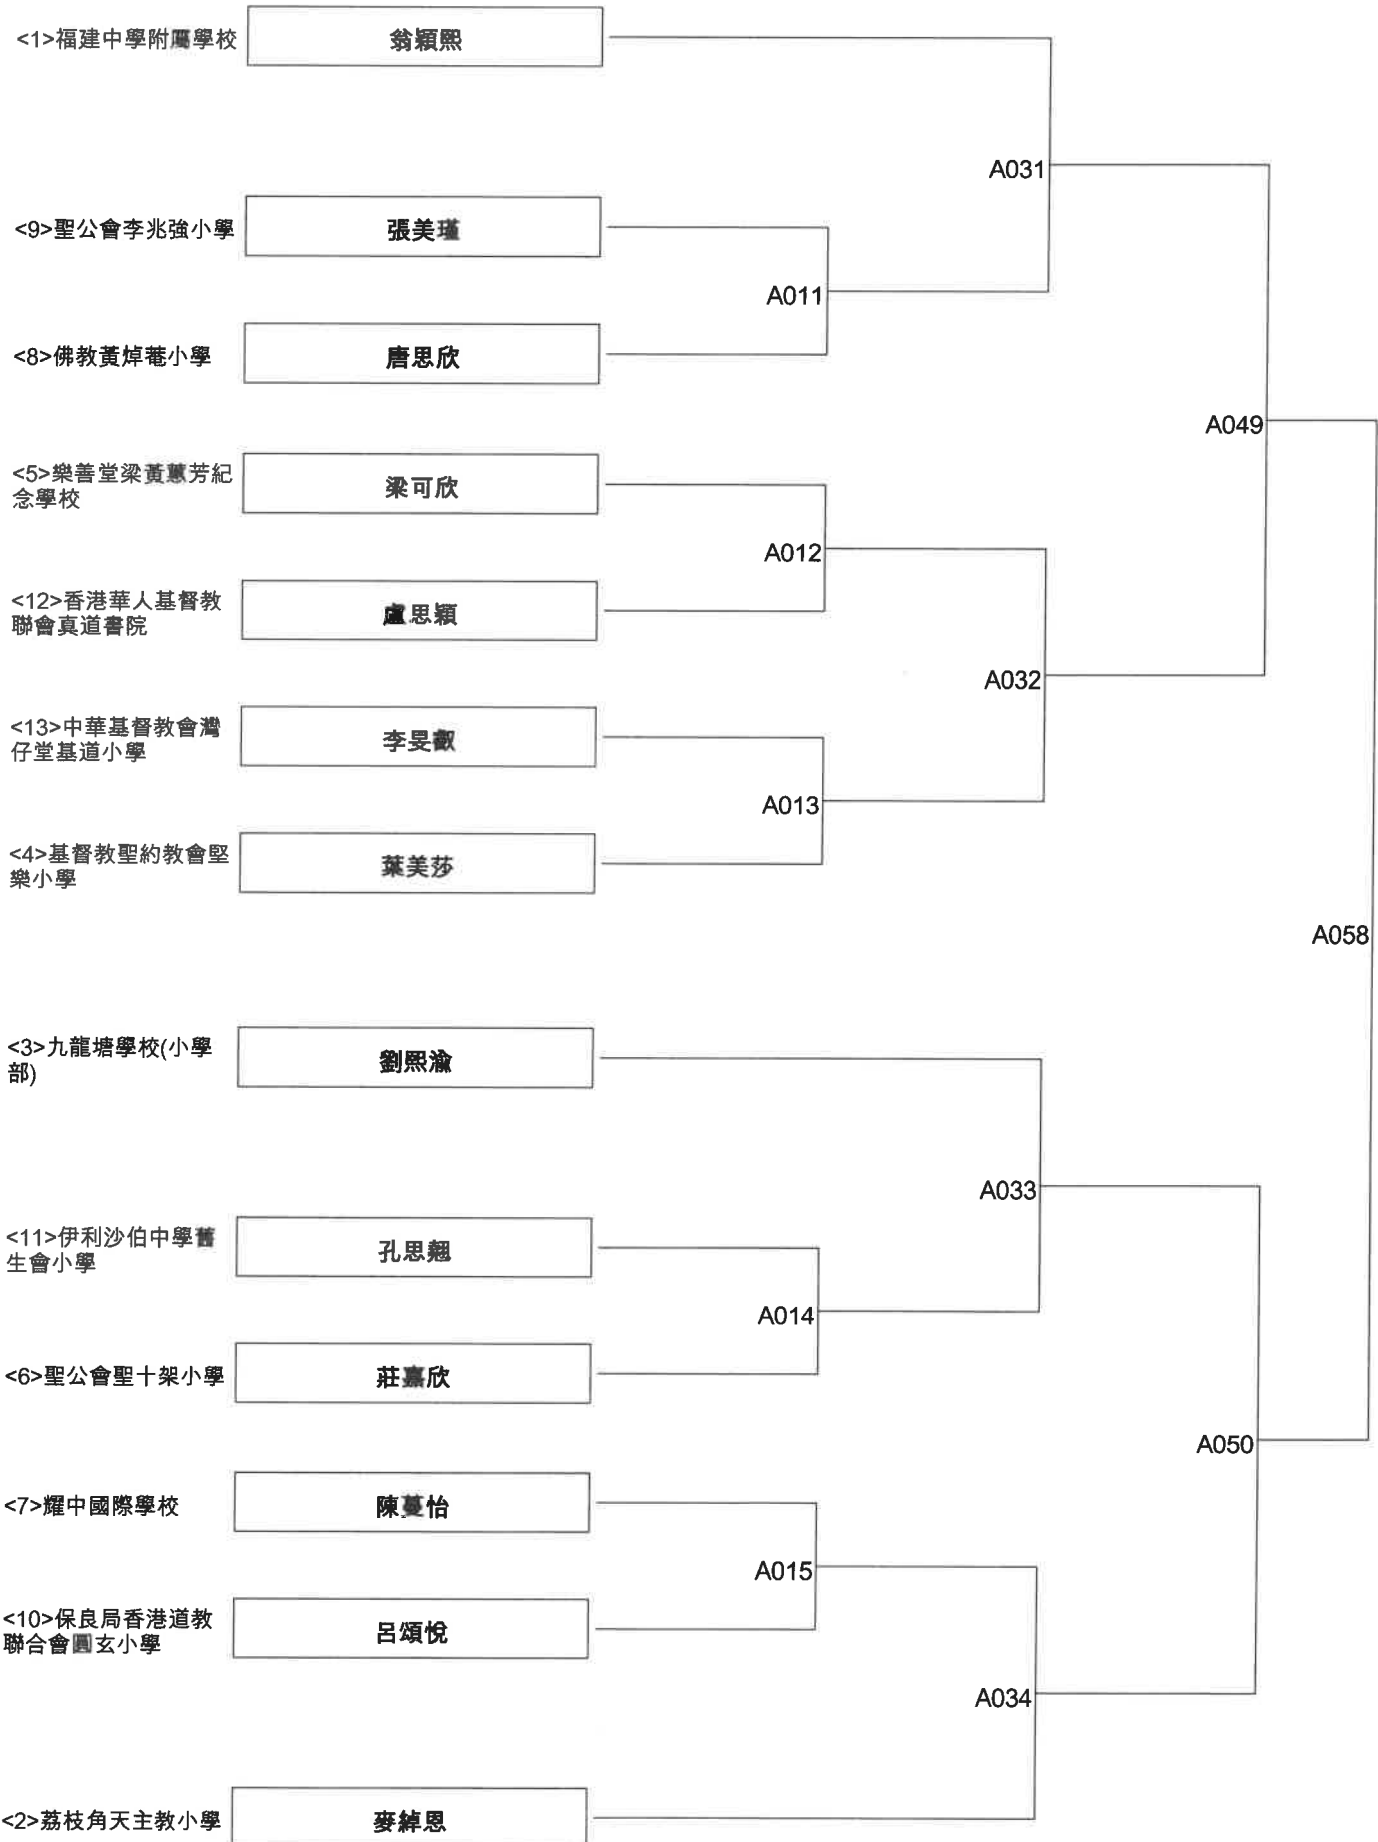 <1>福建中學附屬學校
翁穎熙
A031
<9>聖公會李兆強小學
張美瑾
A011
<8>佛教黃焯菴小學
唐思欣
A049
<5>樂善堂梁黃蕙芳紀
念學校
梁可欣
A012
<12>香港華人基督教
聯會真道書院
盧思穎
A032
<13>中華基督教會灣
仔堂基道小學
李旻叡
A013
<4>基督教聖約教會堅
樂小學
葉美莎
A058
<3>九龍塘學校(小學
部)
劉熙渝
A033
<11>伊利沙伯中學舊
生會小學
孔思翹
A014
<6>聖公會聖十架小學
莊嘉欣
A050
<7>耀中國際學校
陳蔓怡
A015
<10>保良局香港道教
聯合會圓玄小學
呂頌悅
A034
<2>荔枝角天主教小學
麥綽恩